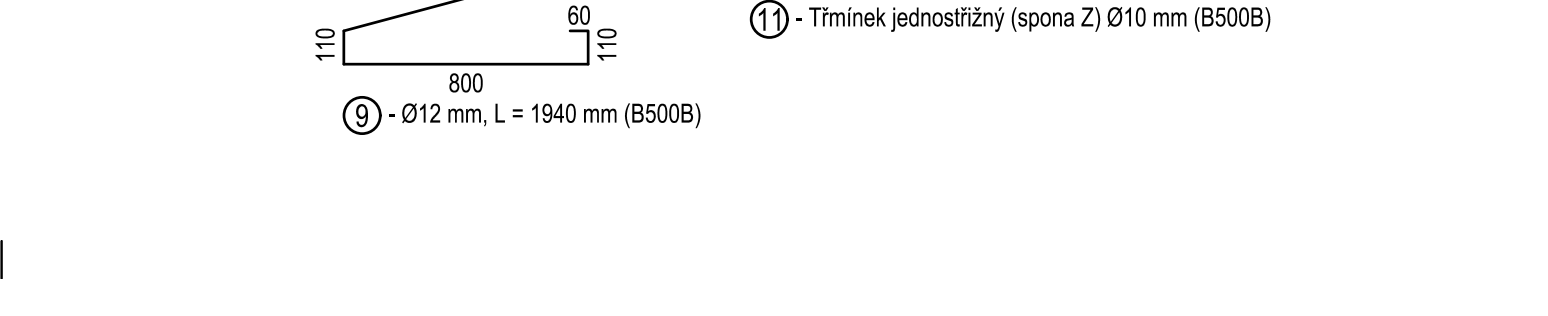 60
⑪ - Třmínek jednostřižný (spona Z) Ø10 mm (B500B)
110
110
800
⑨ - Ø12 mm, L = 1940 mm (B500B)